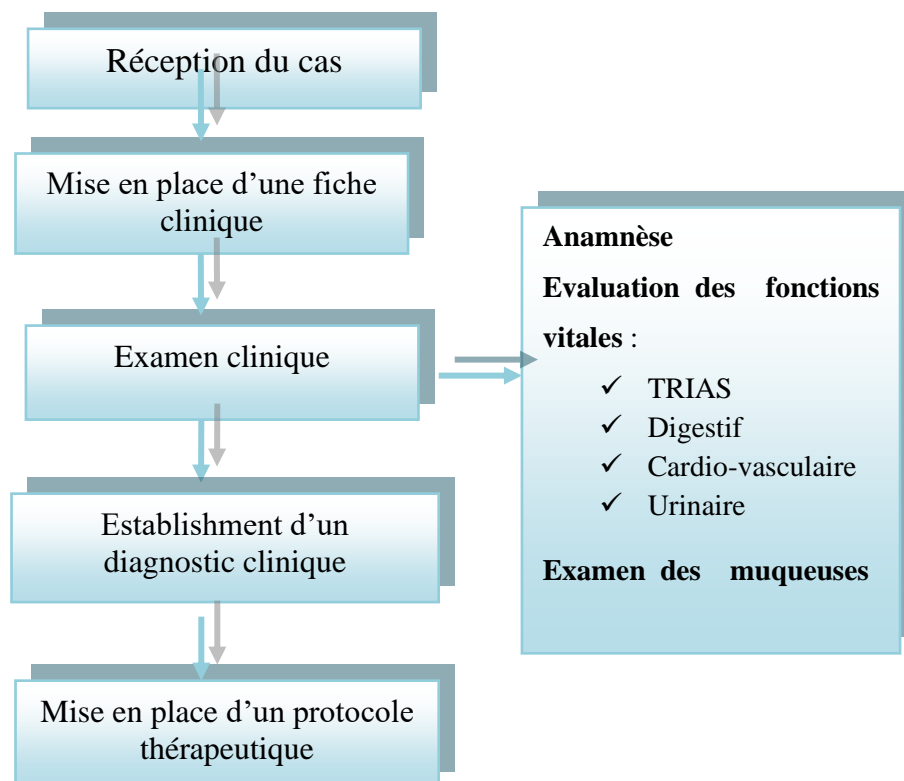 Réception du cas
Mise en place d’une fiche
clinique
Examen clinique
Anamnèse
Evaluation des fonctions
vitales :
✓ TRIAS
✓ Digestif
✓ Cardio-vasculaire
✓ Urinaire
Examen des muqueuses
Establishment d’un
diagnostic clinique
Mise en place d’un protocole
thérapeutique